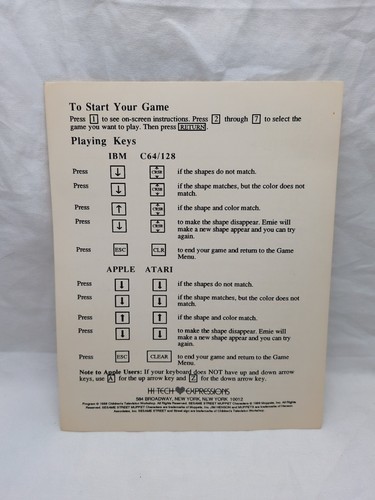 To Start Your Game
Press 1 to see on-screen instructions. Press 2 through 7 to select the
game you want to play. Then press RETURN.
Playing Keys
IBM C64/128
Press ↓ CRSR if the shapes do not match.
Press ↓ CRSR if the shape matches, but the color does not
match.
Press ↑ CRSR if the shape and color match.
Press ↓ CRSR to make the shape disappear. Ernie will
make a new shape appear and you can try
again.
Press ESC CLR to end your game and return to the Game
Menu.
APPLE ATARI
Press ↓ ↓ if the shapes do not match.
Press ↓ ↓ if the shape matches, but the color does not
match.
Press ↑ ↑ if the shape and color match.
Press ↓ ↓ to make the shape disappear. Ernie will
make a new shape appear and you can try
again.
Press ESC CLEAR to end your game and return to the Game
Menu.
Note to Apple Users: If your keyboard does NOT have up and down arrow
keys, use A for the up arrow key and Z for the down arrow key.
HI TECH EXPRESSIONS
584 BROADWAY, NEW YORK, NEW YORK, 10012